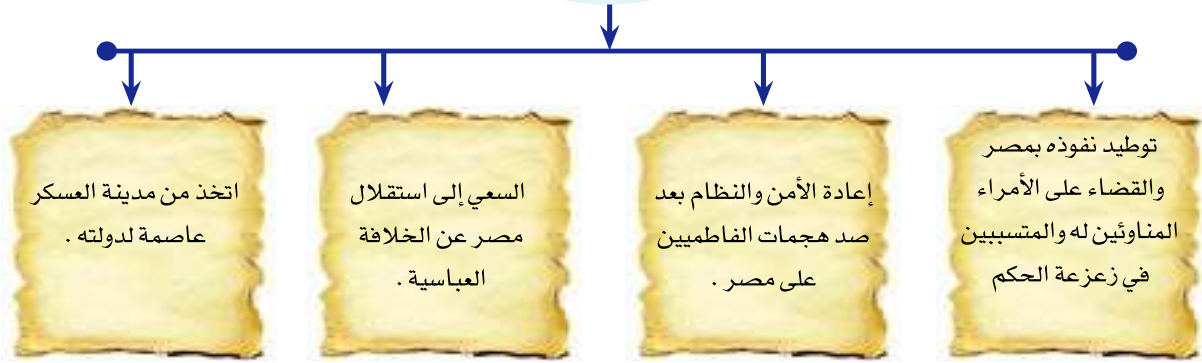 توطيد نفوذه بمصر
والقضاء على الأمراء
المناوئين له والمتسببين
في زعزعة الحكم
إعادة الأمن والنظام بعد
صد هجمات الفاطميين
على مصر .
السعي إلى استقلال
مصر عن الخلافة
العباسية .
اتخذ من مدينة العسكر
عاصمة لدولته .